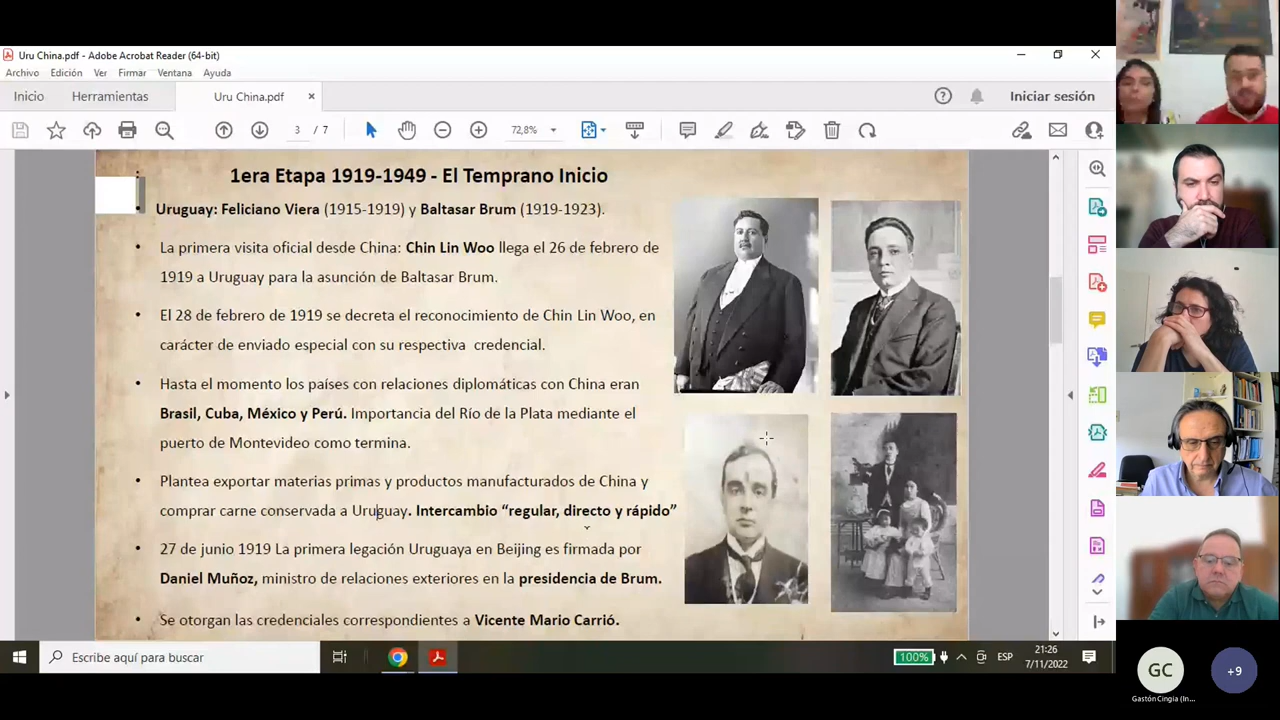 Uru China.pdf - Adobe Acrobat Reader (64-bit)
Archivo Edición Ver Firmar Ventana Ayuda
Inicio Herramientas Uru China.pdf Iniciar sesión
3 / 7 72,8%
1era Etapa 1919-1949 - El Temprano Inicio
Uruguay: Feliciano Viera (1915-1919) y Baltasar Brum (1919-1923).
• La primera visita oficial desde China: Chin Lin Woo llega el 26 de febrero de
1919 a Uruguay para la asunción de Baltasar Brum.
• El 28 de febrero de 1919 se decreta el reconocimiento de Chin Lin Woo, en
carácter de enviado especial con su respectiva credencial.
• Hasta el momento los países con relaciones diplomáticas con China eran
Brasil, Cuba, México y Perú. Importancia del Río de la Plata mediante el
puerto de Montevideo como termina.
• Plantea exportar materias primas y productos manufacturados de China y
comprar carne conservada a Uruguay. Intercambio “regular, directo y rápido”
• 27 de junio 1919 La primera legación Uruguaya en Beijing es firmada por
Daniel Muñoz, ministro de relaciones exteriores en la presidencia de Brum.
• Se otorgan las credenciales correspondientes a Vicente Mario Carrió.
Escribe aquí para buscar
100% ESP 21:26
7/11/2022
GC +9
Gastón Cingia (In...